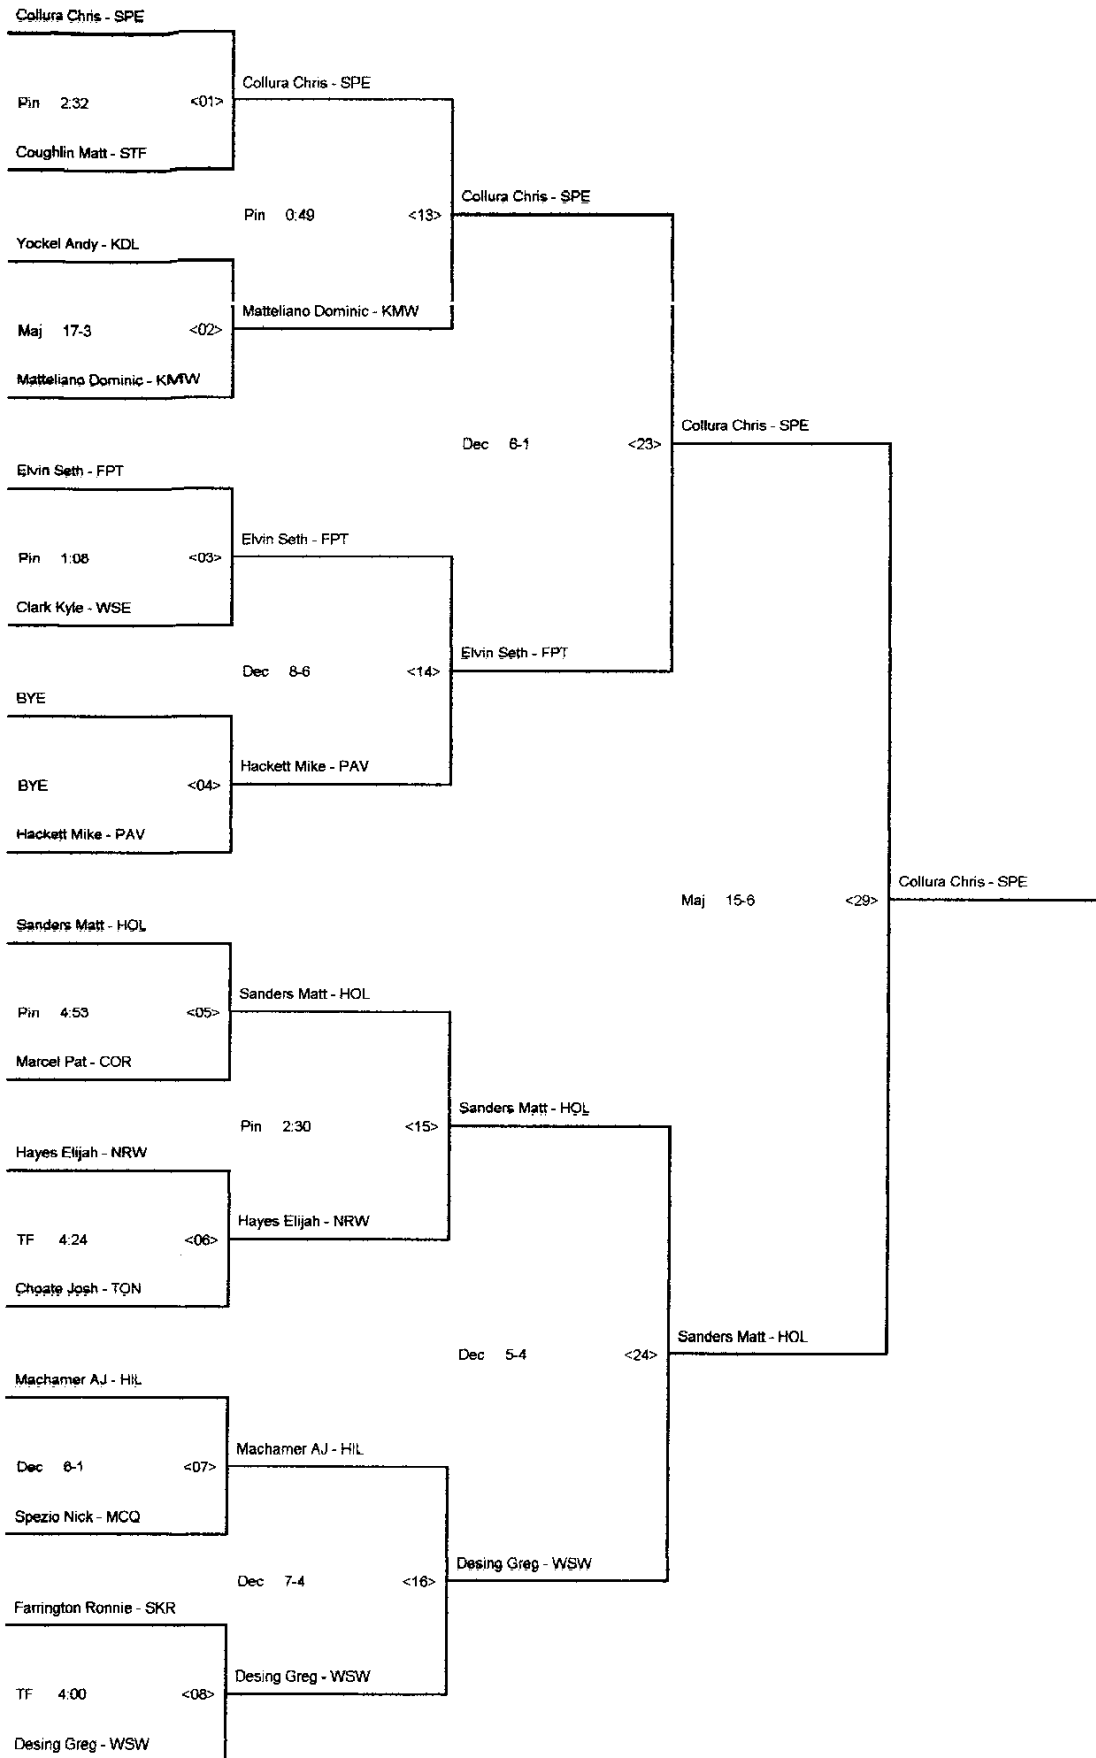 Collura Chris - SPE
Collura Chris - SPE
Pin 2:32 <01>
Coughlin Matt - STF
Collura Chris - SPE
Pin 0:49 <13>
Yockel Andy - KDL
Matteliano Dominic - KMW
Maj 17-3 <02>
Matteliano Dominic - KMW
Collura Chris - SPE
Dec 6-1 <23>
Elvin Seth - FPT
Elvin Seth - FPT
Pin 1:08 <03>
Clark Kyle - WSE
Elvin Seth - FPT
Dec 8-6 <14>
BYE
Hackett Mike - PAV
BYE <04>
Hackett Mike - PAV
Collura Chris - SPE
Maj 15-6 <29>
Sanders Matt - HOL
Sanders Matt - HOL
Pin 4:53 <05>
Marcel Pat - COR
Sanders Matt - HOL
Pin 2:30 <15>
Hayes Elijah - NRW
Hayes Elijah - NRW
TF 4:24 <06>
Choate Josh - TON
Sanders Matt - HOL
Dec 5-4 <24>
Machamer AJ - HIL
Machamer AJ - HIL
Dec 6-1 <07>
Spezio Nick - MCQ
Desing Greg - WSW
Dec 7-4 <16>
Farrington Ronnie - SKR
Desing Greg - WSW
TF 4:00 <08>
Desing Greg - WSW